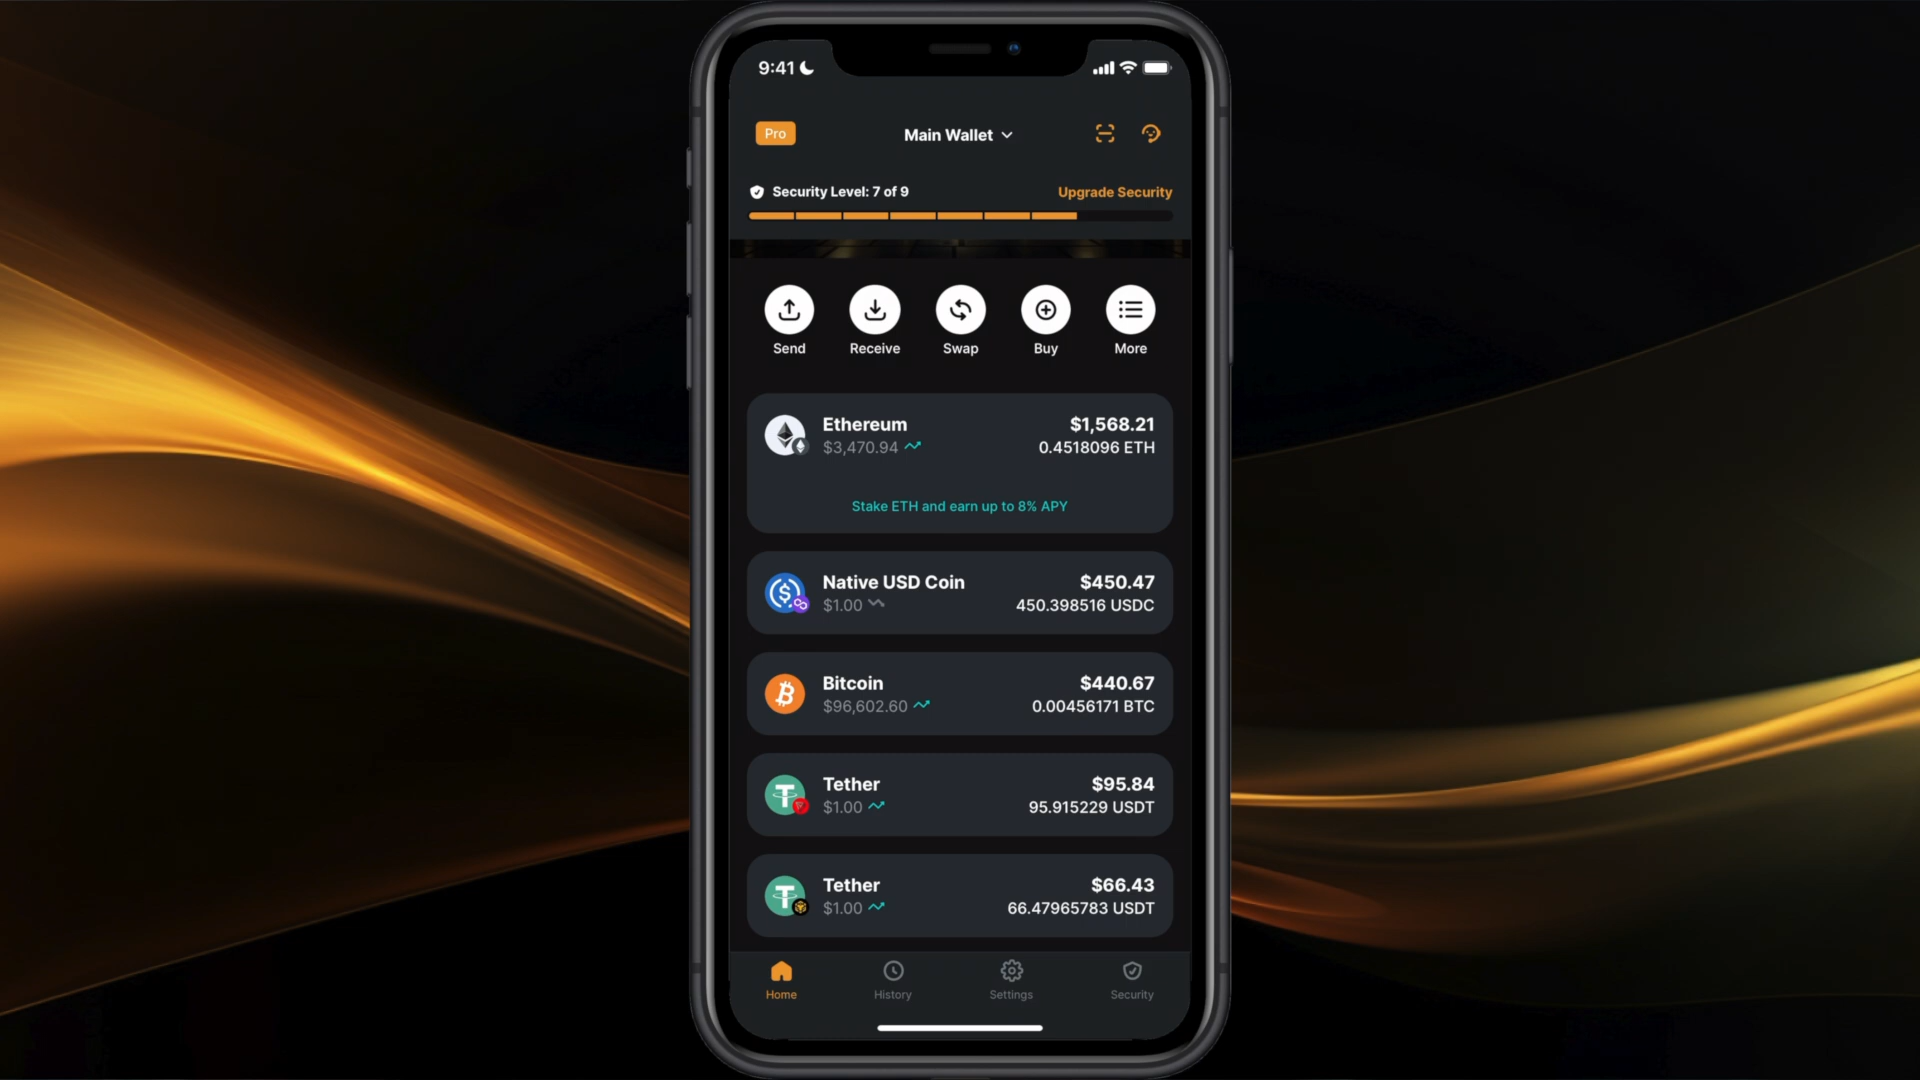 9:41
Pro
Main Wallet
Security Level: 7 of 9
Upgrade Security
Send
Receive
Swap
Buy
More
Ethereum
$1,568.21
$3,470.94
0.4518096 ETH
Stake ETH and earn up to 8% APY
Native USD Coin
$450.47
$1.00
450.398516 USDC
Bitcoin
$440.67
$96,602.60
0.00456171 BTC
Tether
$95.84
$1.00
95.915229 USDT
Tether
$66.43
$1.00
66.47965783 USDT
Home
History
Settings
Security